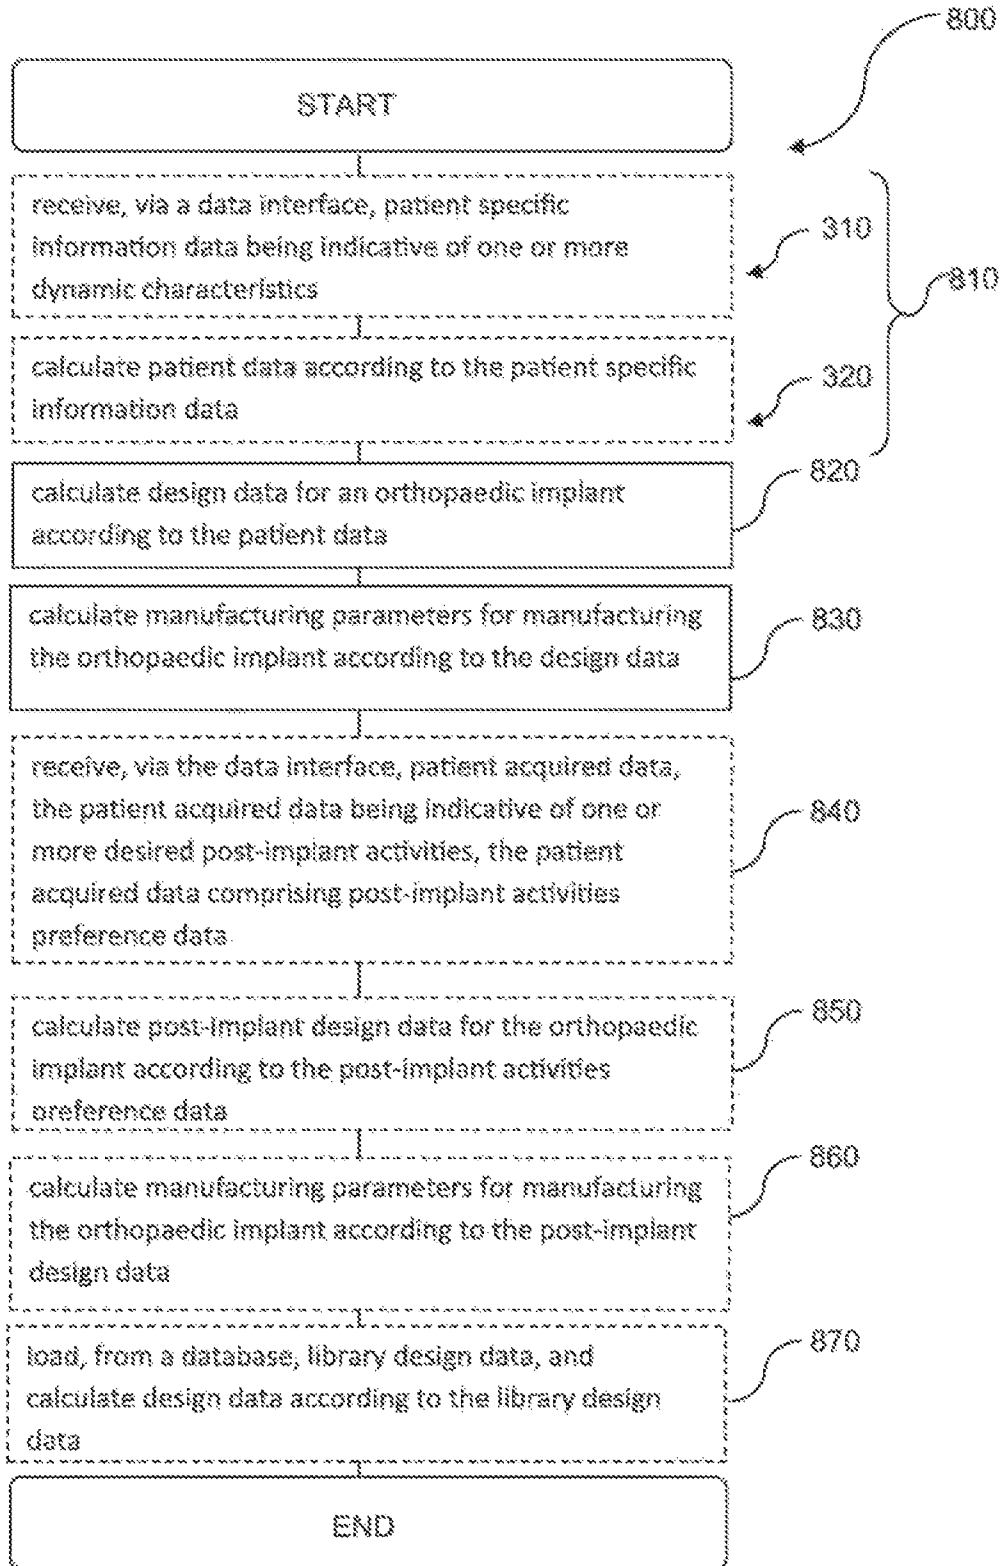 800
START
receive, via a data interface, patient specific
information data being indicative of one or more
dynamic characteristics
310
810
calculate patient data according to the patient specific
information data
320
calculate design data for an orthopaedic implant
according to the patient data
820
calculate manufacturing parameters for manufacturing
the orthopaedic implant according to the design data
830
receive, via the data interface, patient acquired data,
the patient acquired data being indicative of one or
more desired post-implant activities, the patient
acquired data comprising post-implant activities
preference data
840
calculate post-implant design data for the orthopaedic
implant according to the post-implant activities
preference data
850
calculate manufacturing parameters for manufacturing
the orthopaedic implant according to the post-implant
design data
860
load, from a database, library design data, and
calculate design data according to the library design
data
870
END